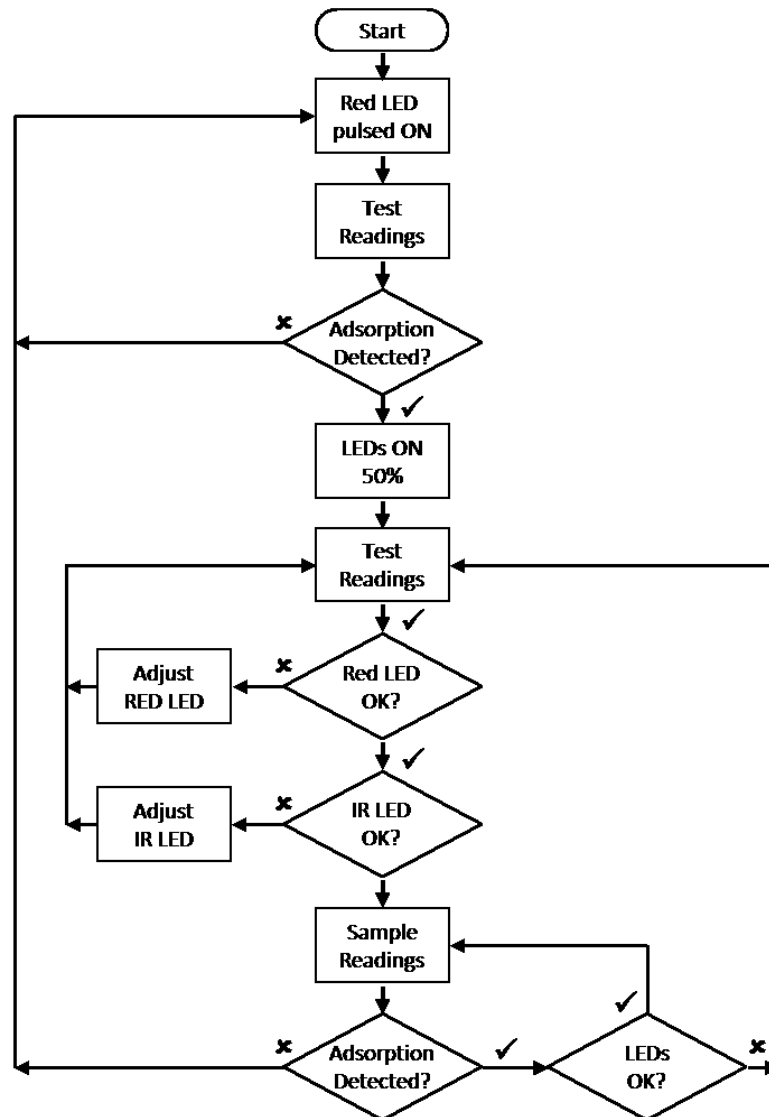 Start
Red LED
pulsed ON
Test
Readings
Adsorption
Detected?
LEDs ON
50%
Test
Readings
Adjust
RED LED
Red LED
OK?
Adjust
IR LED
IR LED
OK?
Sample
Readings
Adsorption
Detected?
LEDs
OK?